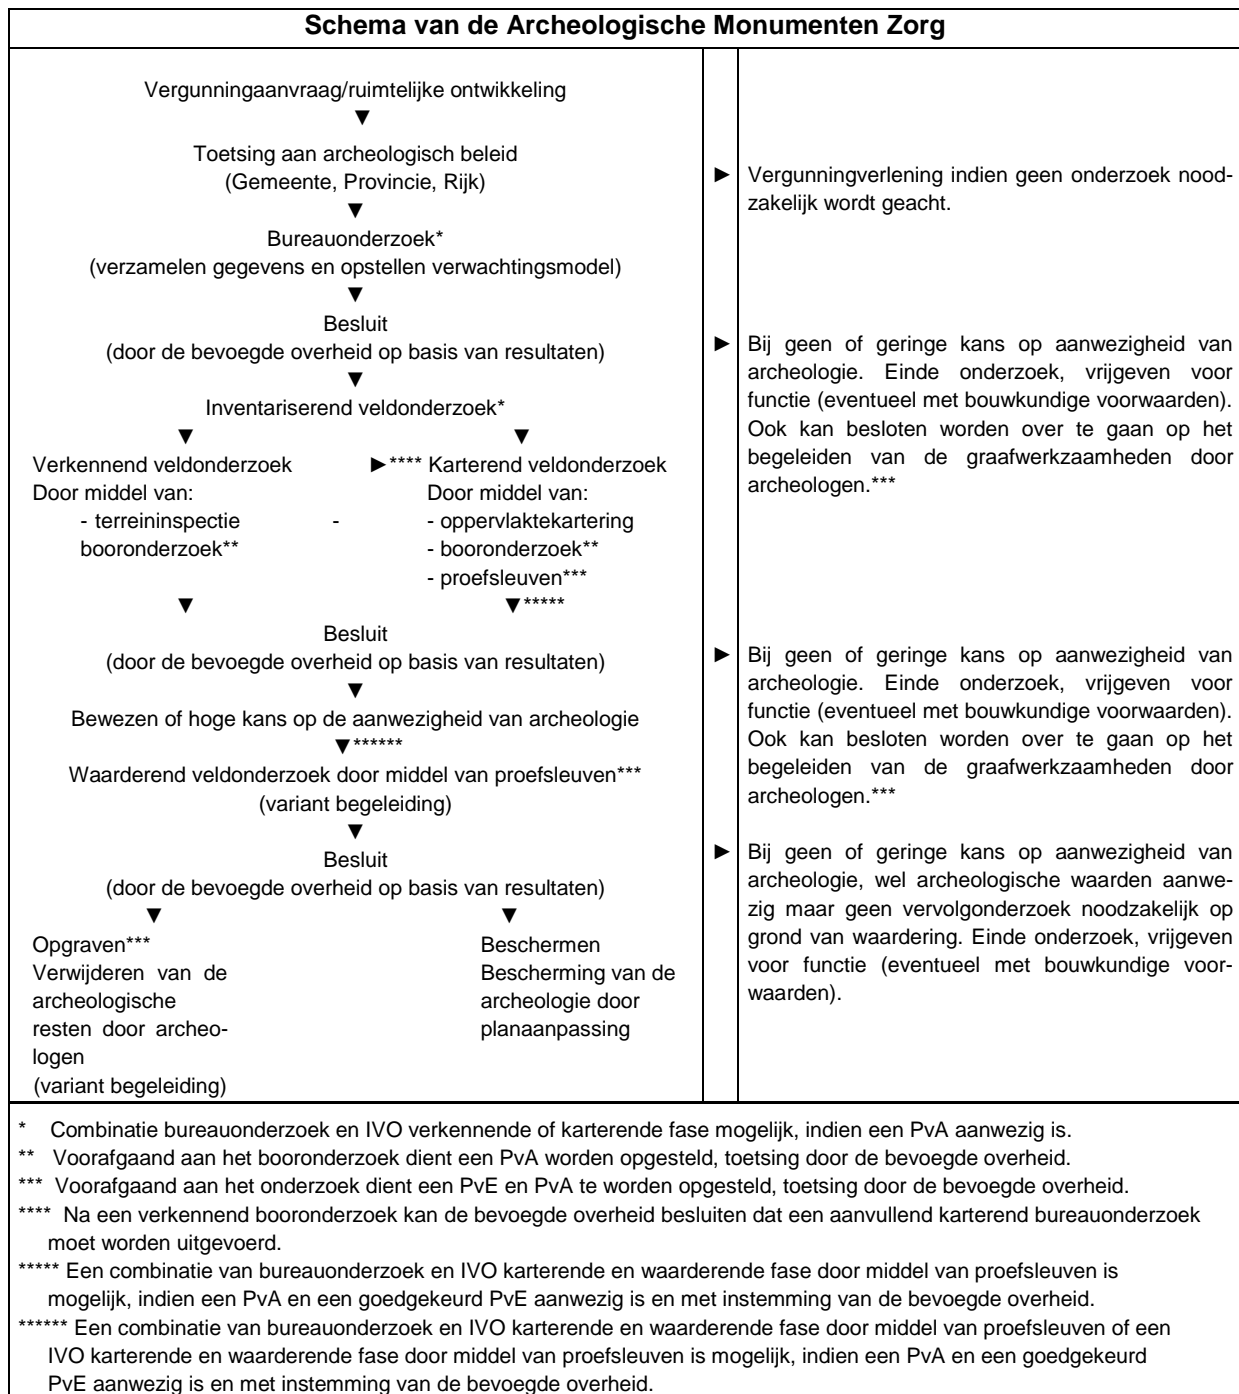 Schema van de Archeologische Monumenten Zorg
Vergunningaanvraag/ruimtelijke ontwikkeling
▼
Toetsing aan archeologisch beleid
(Gemeente, Provincie, Rijk)
▼
Bureauonderzoek*
(verzamelen gegevens en opstellen verwachtingsmodel)
▼
Besluit
(door de bevoegde overheid op basis van resultaten)
▼
Inventariserend veldonderzoek*
▼ ▼
Verkennend veldonderzoek ►**** Karterend veldonderzoek
Door middel van: Door middel van:
- terreininspectie - - oppervlaktekartering
booronderzoek** - booronderzoek**
- proefsleuven***
▼ ▼*****
Besluit
(door de bevoegde overheid op basis van resultaten)
▼
Bewezen of hoge kans op de aanwezigheid van archeologie
▼******
Waarderend veldonderzoek door middel van proefsleuven***
(variant begeleiding)
▼
Besluit
(door de bevoegde overheid op basis van resultaten)
▼ ▼
Opgraven*** Beschermen
Verwijderen van de Bescherming van de
archeologische archeologie door
resten door archeo- planaanpassing
logen
(variant begeleiding)
► Vergunningverlening indien geen onderzoek nood-
zakelijk wordt geacht.
► Bij geen of geringe kans op aanwezigheid van
archeologie. Einde onderzoek, vrijgeven voor
functie (eventueel met bouwkundige voorwaarden).
Ook kan besloten worden over te gaan op het
begeleiden van de graafwerkzaamheden door
archeologen.***
► Bij geen of geringe kans op aanwezigheid van
archeologie. Einde onderzoek, vrijgeven voor
functie (eventueel met bouwkundige voorwaarden).
Ook kan besloten worden over te gaan op het
begeleiden van de graafwerkzaamheden door
archeologen.***
► Bij geen of geringe kans op aanwezigheid van
archeologie, wel archeologische waarden aanwe-
zig maar geen vervolgonderzoek noodzakelijk op
grond van waardering. Einde onderzoek, vrijgeven
voor functie (eventueel met bouwkundige voor-
waarden).
* Combinatie bureauonderzoek en IVO verkennende of karterende fase mogelijk, indien een PvA aanwezig is.
** Voorafgaand aan het booronderzoek dient een PvA worden opgesteld, toetsing door de bevoegde overheid.
*** Voorafgaand aan het onderzoek dient een PvE en PvA te worden opgesteld, toetsing door de bevoegde overheid.
**** Na een verkennend booronderzoek kan de bevoegde overheid besluiten dat een aanvullend karterend bureauonderzoek
moet worden uitgevoerd.
***** Een combinatie van bureauonderzoek en IVO karterende en waarderende fase door middel van proefsleuven is
mogelijk, indien een PvA en een goedgekeurd PvE aanwezig is en met instemming van de bevoegde overheid.
****** Een combinatie van bureauonderzoek en IVO karterende en waarderende fase door middel van proefsleuven of een
IVO karterende en waarderende fase door middel van proefsleuven is mogelijk, indien een PvA en een goedgekeurd
PvE aanwezig is en met instemming van de bevoegde overheid.